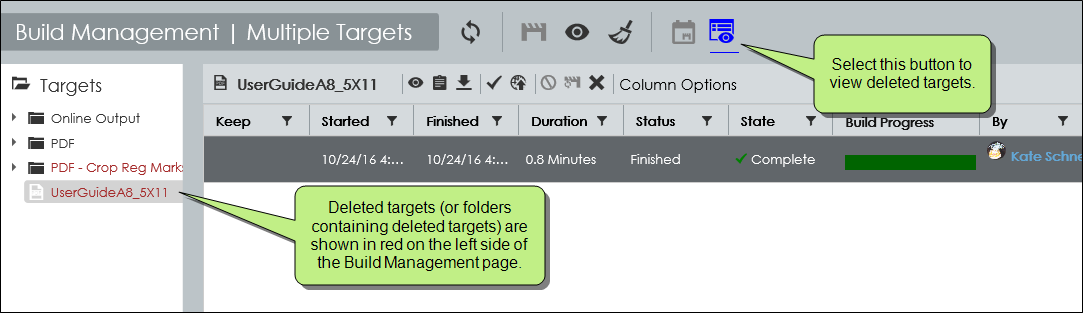 Build Management | Multiple Targets
Select this button to
view deleted targets.
Targets
Online Output
PDF
PDF - Crop Reg Marks
UserGuideA8_5X11
UserGuideA8_5X11
Column Options
Keep Started Finished Duration Status State Build Progress By
10/24/16 4:... 10/24/16 4:... 0.8 Minutes Finished Complete Kate Schne
Deleted targets (or folders
containing deleted targets) are
shown in red on the left side of
the Build Management page.